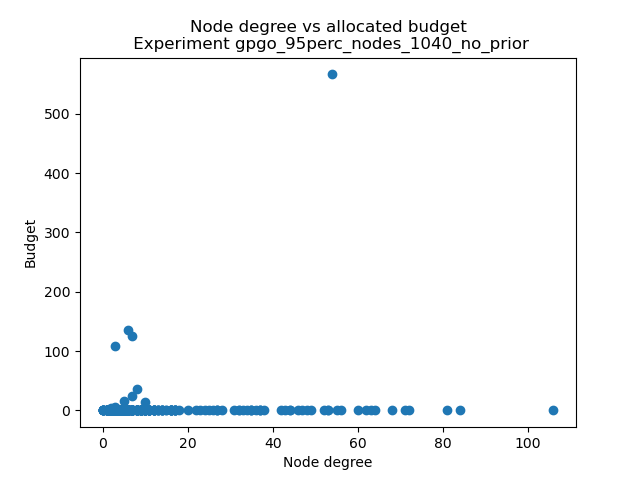 Node degree vs allocated budget
Experiment gpgo_95perc_nodes_1040_no_prior
500
400
300
200
100
0
Budget
0 20 40 60 80 100
Node degree